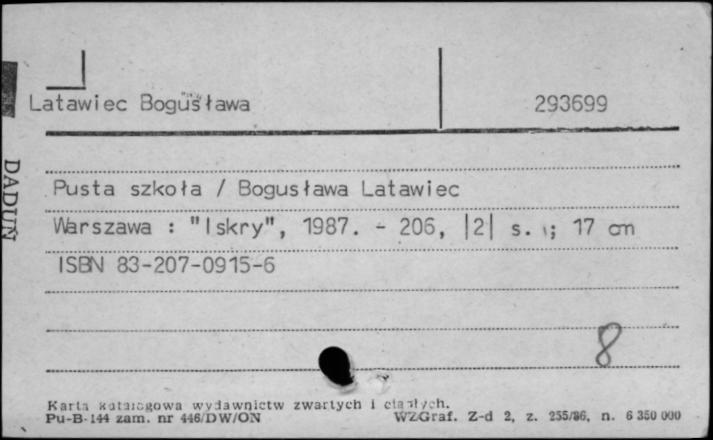 Latawiec Bogusława 293699
Pusta szkoła / Bogusława Latawiec
Warszawa : "Iskry", 1987. - 206, |2| s. ; 17 cm
ISBN 83-207-0915-6
8
DADUN
Karta katalogowa wydawnictw zwartych i ciągłych.
Pu-B-144 zam. nr 446/DW/ON WZGraf. Z-d 2, z. 255/86, n. 6 350 000